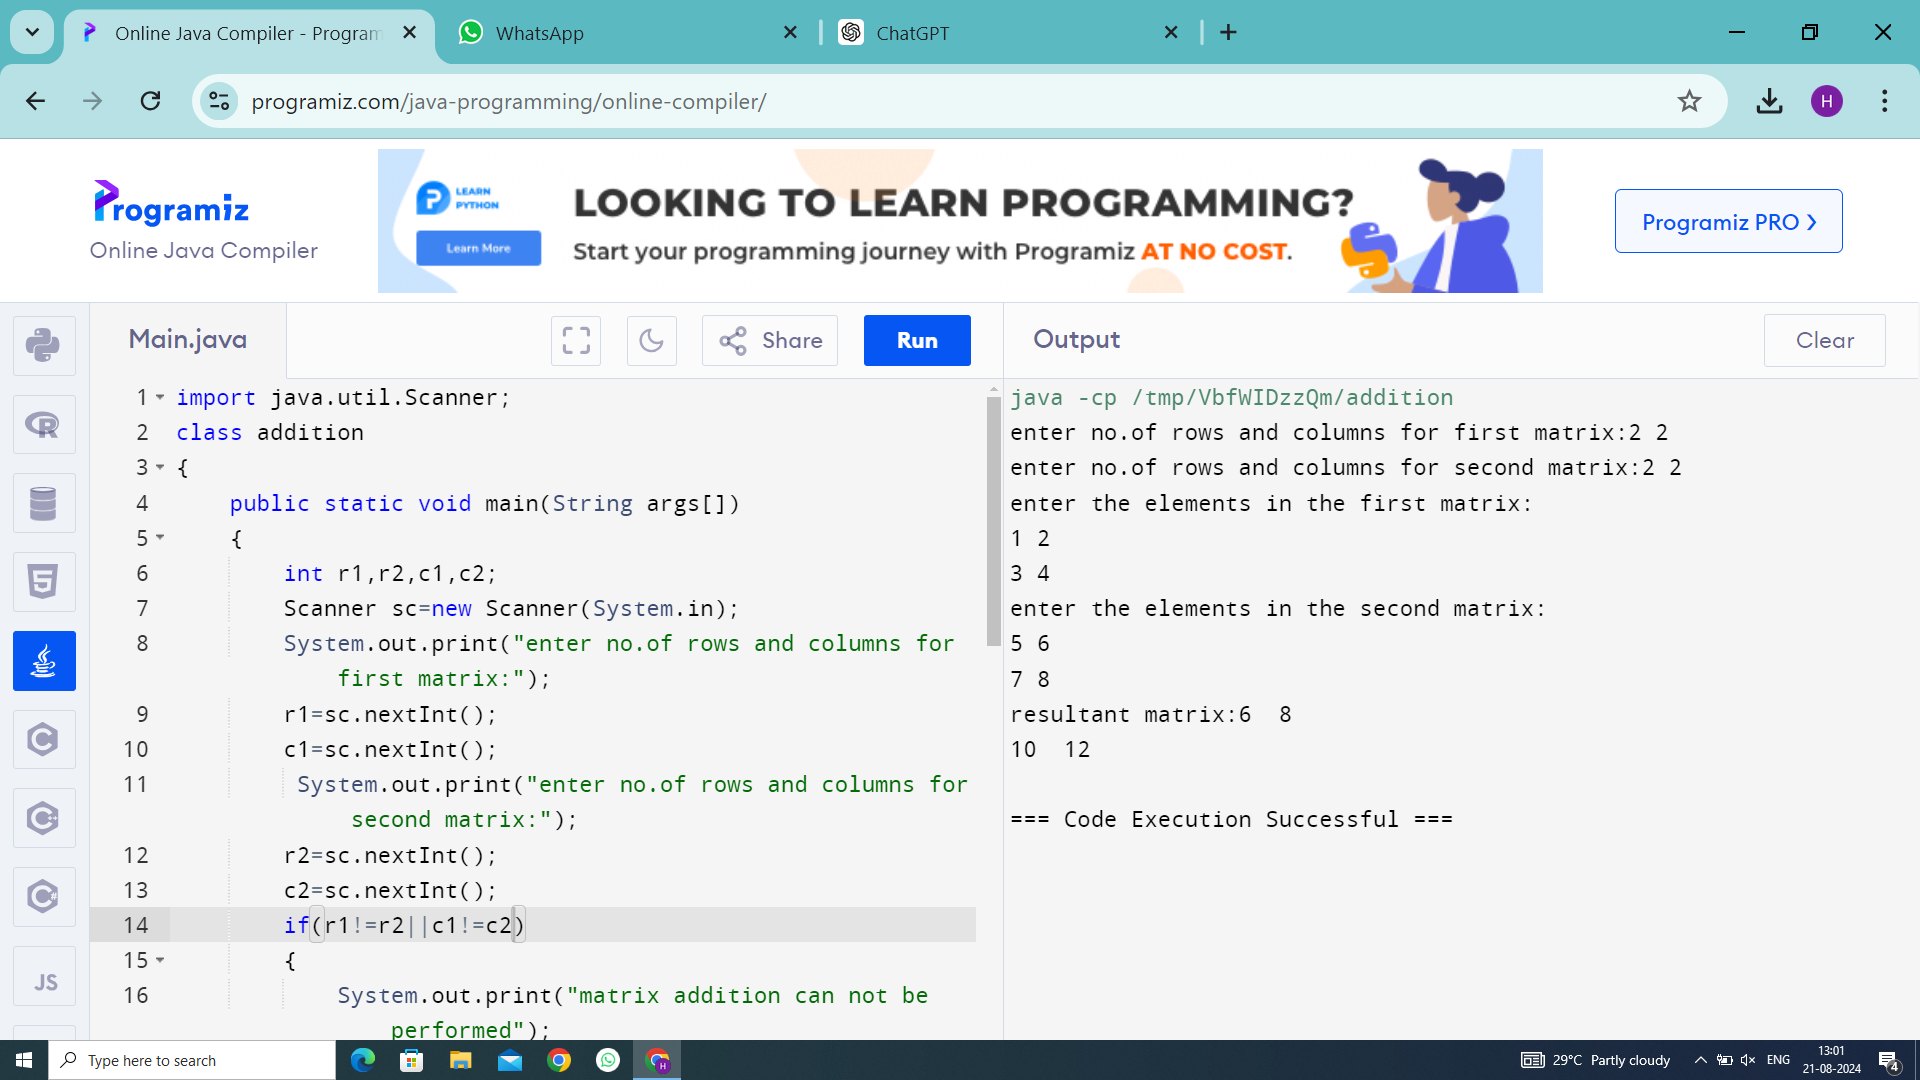 Online Java Compiler - Program
WhatsApp
ChatGPT
programiz.com/java-programming/online-compiler/
H
Programiz
Online Java Compiler
LEARN
PYTHON
Learn More
LOOKING TO LEARN PROGRAMMING?
Start your programming journey with Programiz AT NO COST.
Programiz PRO ›
Main.java
Share
Run
Output
Clear
1 import java.util.Scanner;
2 class addition
3 {
4 public static void main(String args[])
5 {
6 int r1,r2,c1,c2;
7 Scanner sc=new Scanner(System.in);
8 System.out.print("enter no.of rows and columns for
first matrix:");
9 r1=sc.nextInt();
10 c1=sc.nextInt();
11 System.out.print("enter no.of rows and columns for
second matrix:");
12 r2=sc.nextInt();
13 c2=sc.nextInt();
14 if(r1!=r2||c1!=c2)
15 {
16 System.out.print("matrix addition can not be
performed");
java -cp /tmp/VbfWIDzzQm/addition
enter no.of rows and columns for first matrix:2 2
enter no.of rows and columns for second matrix:2 2
enter the elements in the first matrix:
1 2
3 4
enter the elements in the second matrix:
5 6
7 8
resultant matrix:6  8
10  12
=== Code Execution Successful ===
JS
Type here to search
29°C Partly cloudy
ENG
13:01
21-08-2024
4